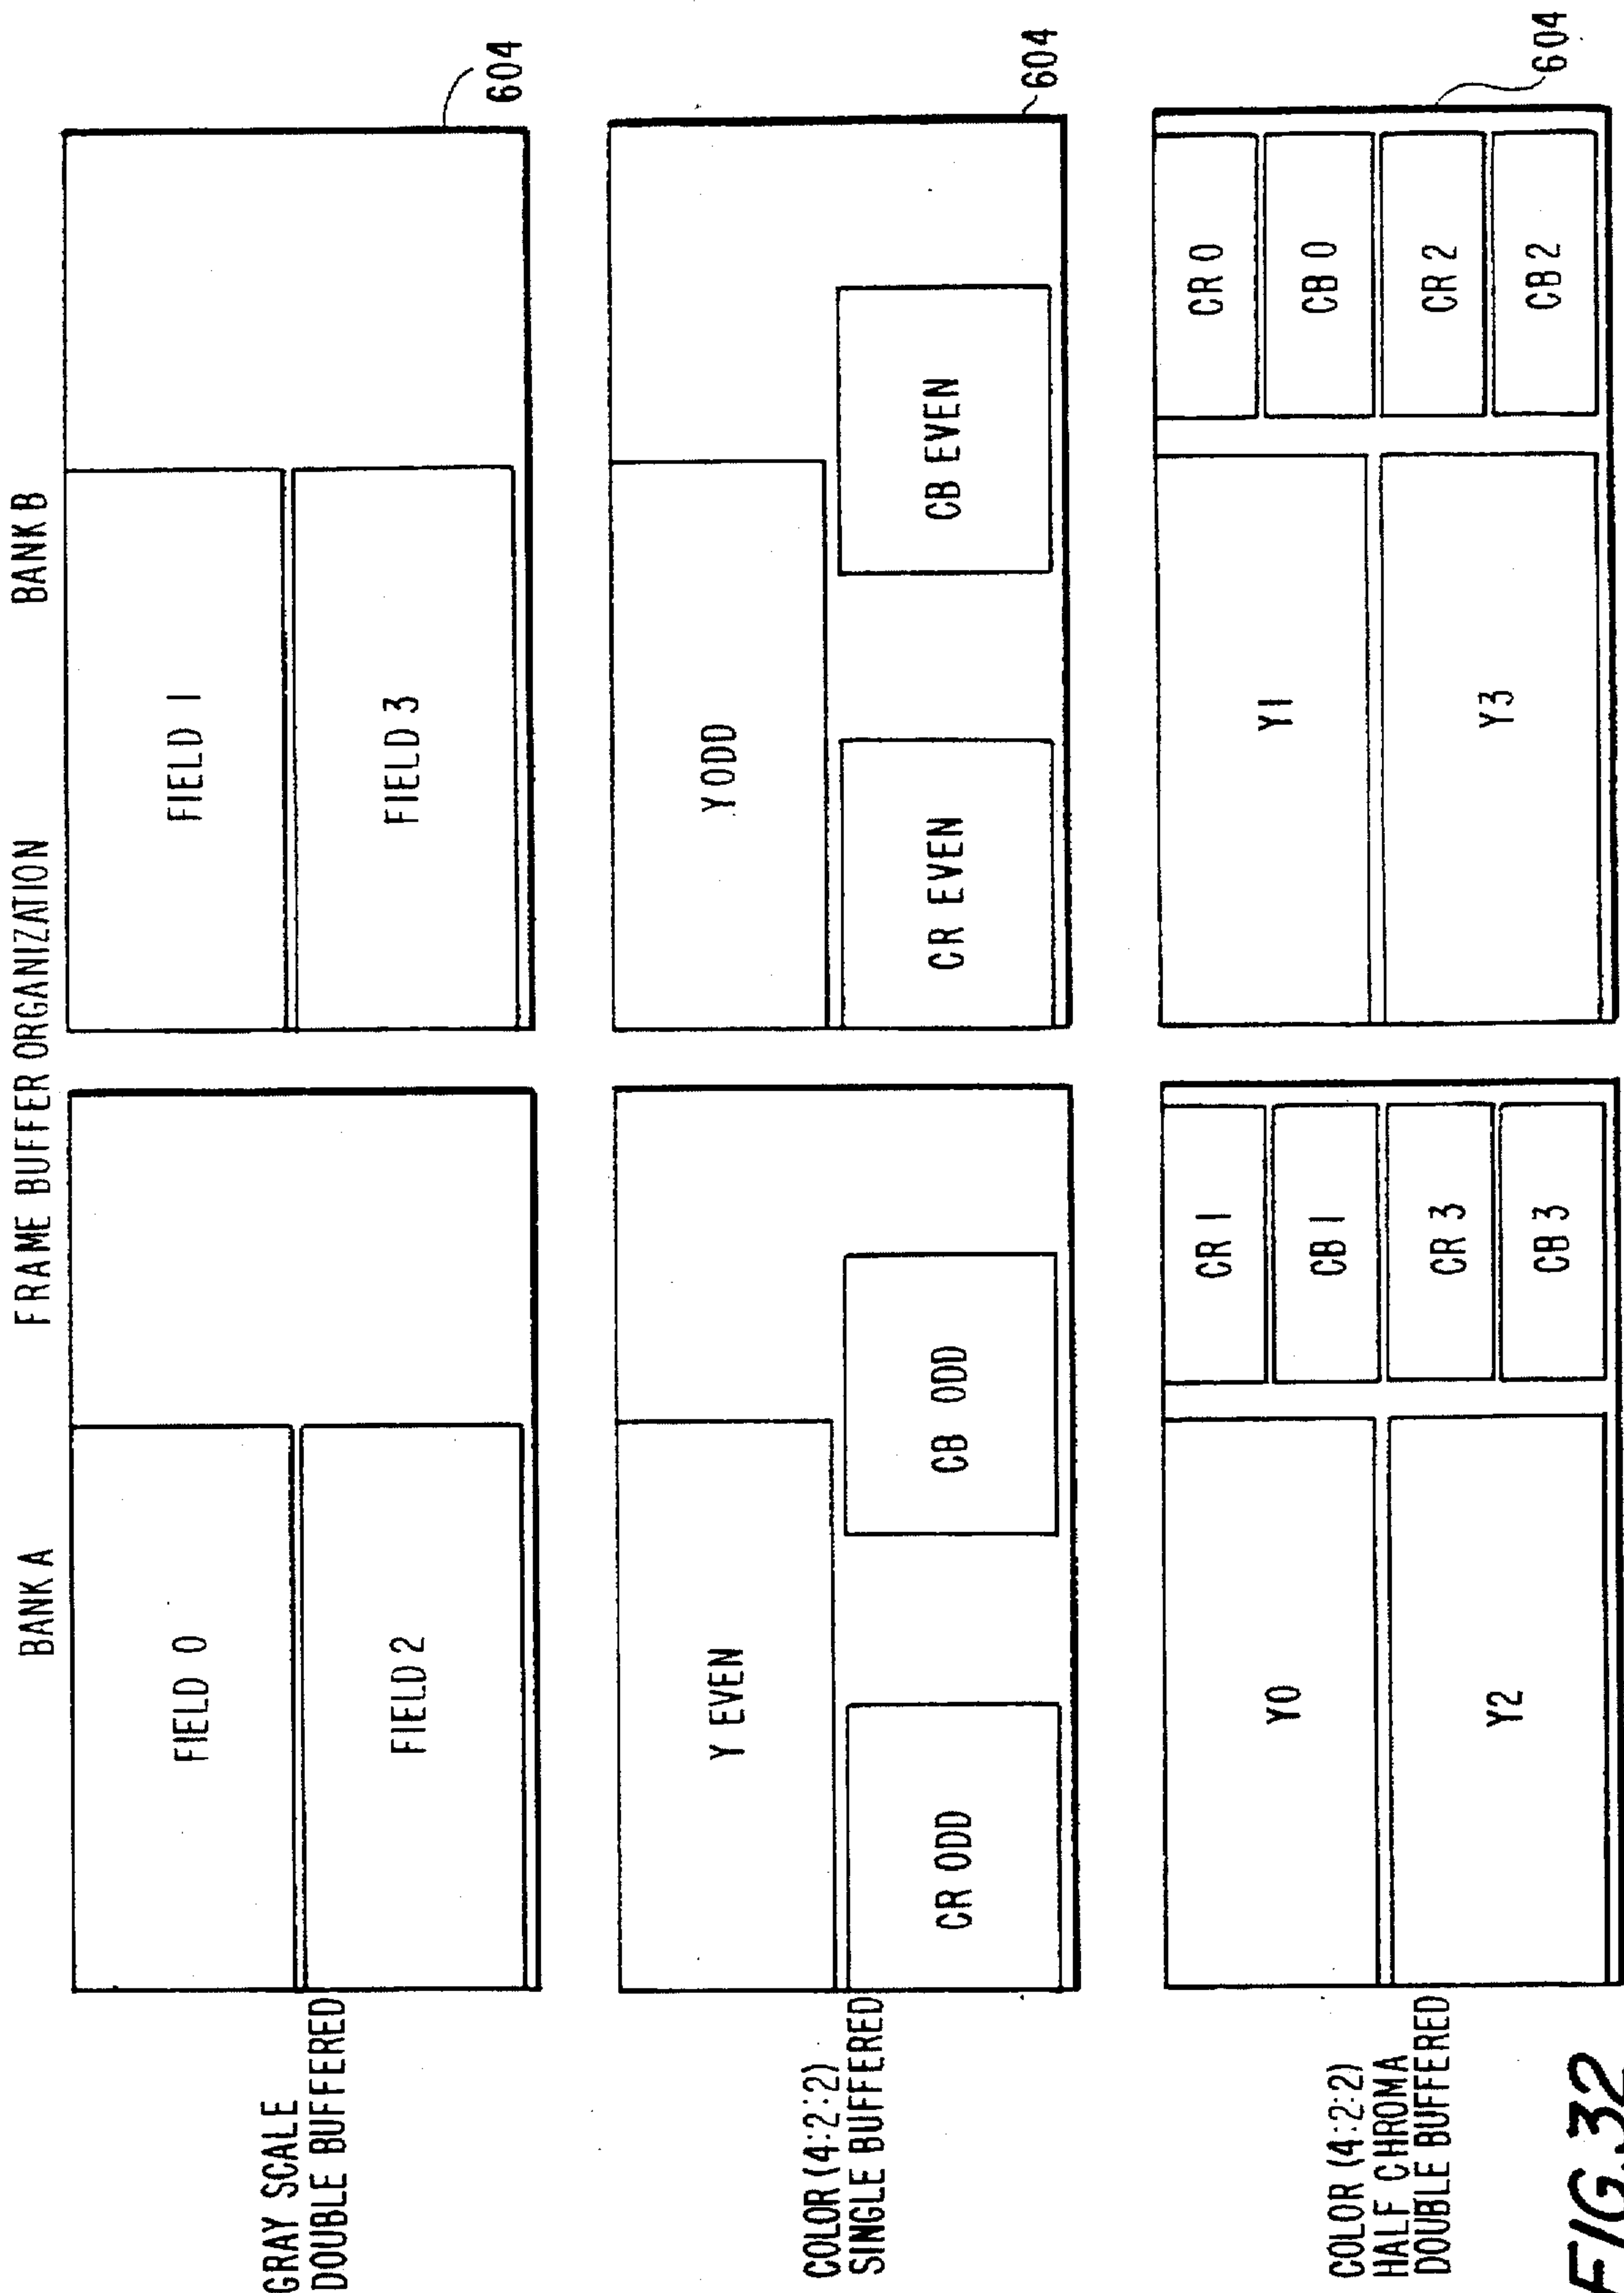 FRAME BUFFER ORGANIZATION
BANK A
BANK B
GRAY SCALE
DOUBLE BUFFERED
FIELD 0
FIELD 2
FIELD 1
FIELD 3
604
COLOR (4:2:2)
SINGLE BUFFERED
Y EVEN
CR ODD
CB ODD
Y ODD
CR EVEN
CB EVEN
604
COLOR (4:2:2)
HALF CHROMA
DOUBLE BUFFERED
Y0
Y2
CR 1
CB 1
CR 3
CB 3
Y1
Y3
CR 0
CB 0
CR 2
CB 2
604
FIG.32